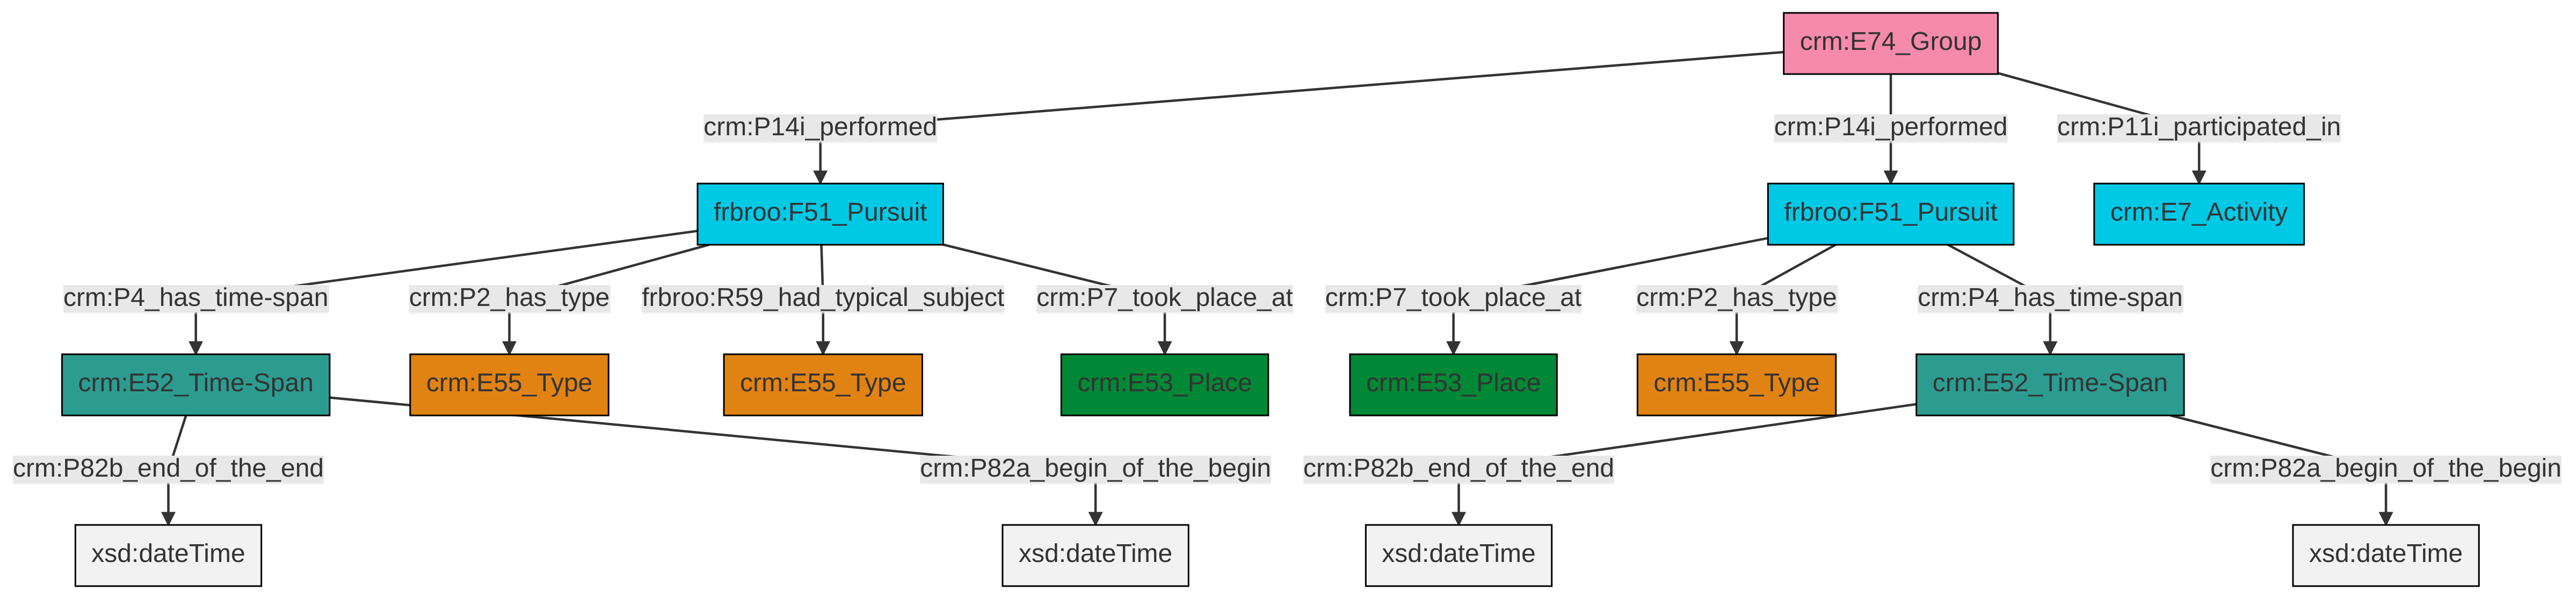 crm:E74_Group
crm:P14i_performed
crm:P14i_performed
crm:P11i_participated_in
frbroo:F51_Pursuit
frbroo:F51_Pursuit
crm:E7_Activity
crm:P4_has_time-span
crm:P2_has_type
frbroo:R59_had_typical_subject
crm:P7_took_place_at
crm:P7_took_place_at
crm:P2_has_type
crm:P4_has_time-span
crm:E52_Time-Span
crm:E55_Type
crm:E55_Type
crm:E53_Place
crm:E53_Place
crm:E55_Type
crm:E52_Time-Span
crm:P82b_end_of_the_end
crm:P82a_begin_of_the_begin
crm:P82b_end_of_the_end
crm:P82a_begin_of_the_begin
xsd:dateTime
xsd:dateTime
xsd:dateTime
xsd:dateTime